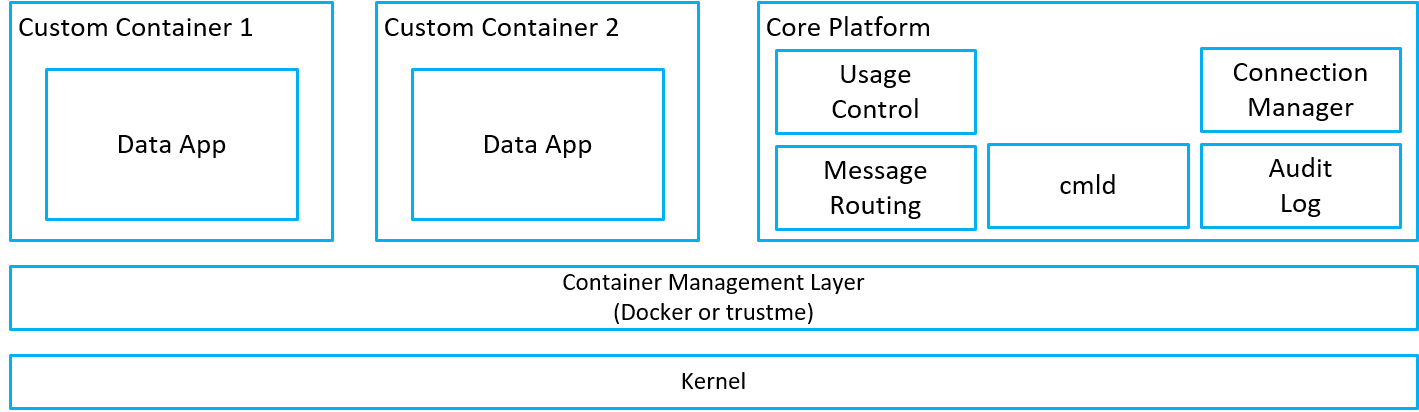 Custom Container 1
Data App
Custom Container 2
Data App
Core Platform
Usage
Control
Connection
Manager
Message
Routing
cmld
Audit
Log
Container Management Layer
(Docker or trustme)
Kernel